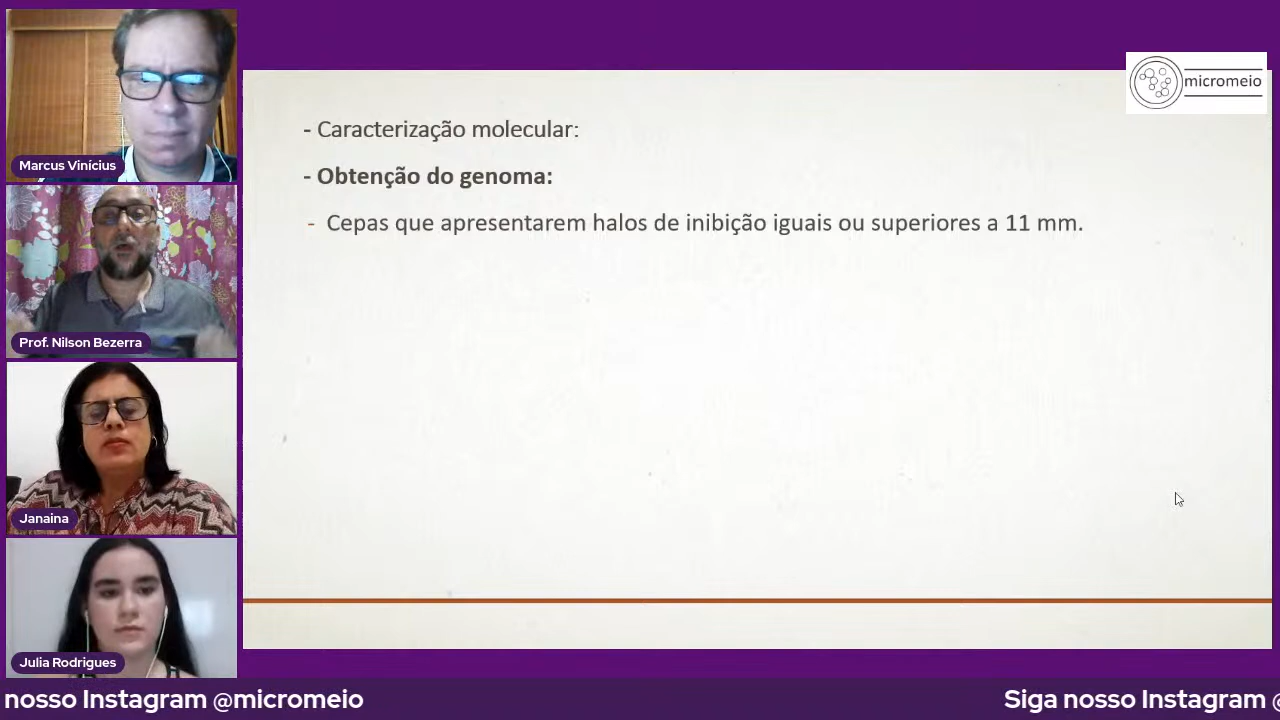 Marcus Vinícius
Prof. Nilson Bezerra
Janaina
Julia Rodrigues
micromeio
- Caracterização molecular:
- Obtenção do genoma:
- Cepas que apresentarem halos de inibição iguais ou superiores a 11 mm.
nosso Instagram @micromeio
Siga nosso Instagram @